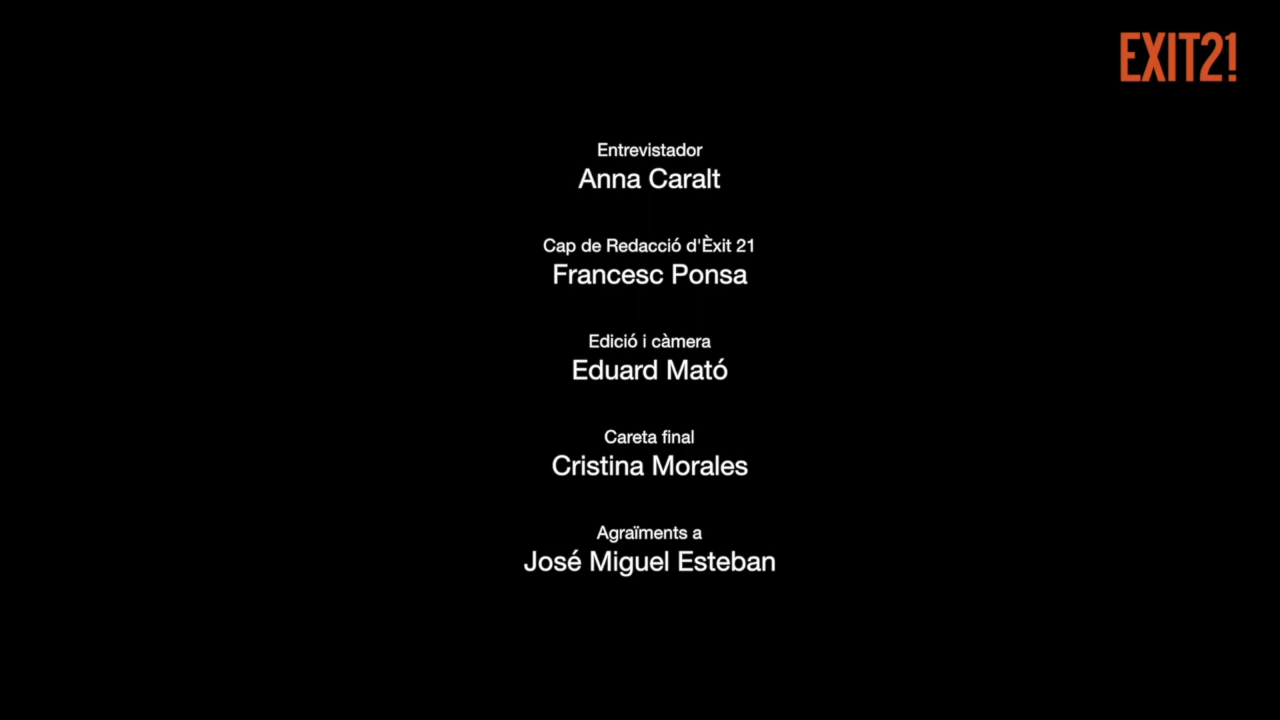 EXIT21!
Entrevistador
Anna Caralt
Cap de Redacció d'Èxit 21
Francesc Ponsa
Edició i càmera
Eduard Mató
Careta final
Cristina Morales
Agraïments a
José Miguel Esteban